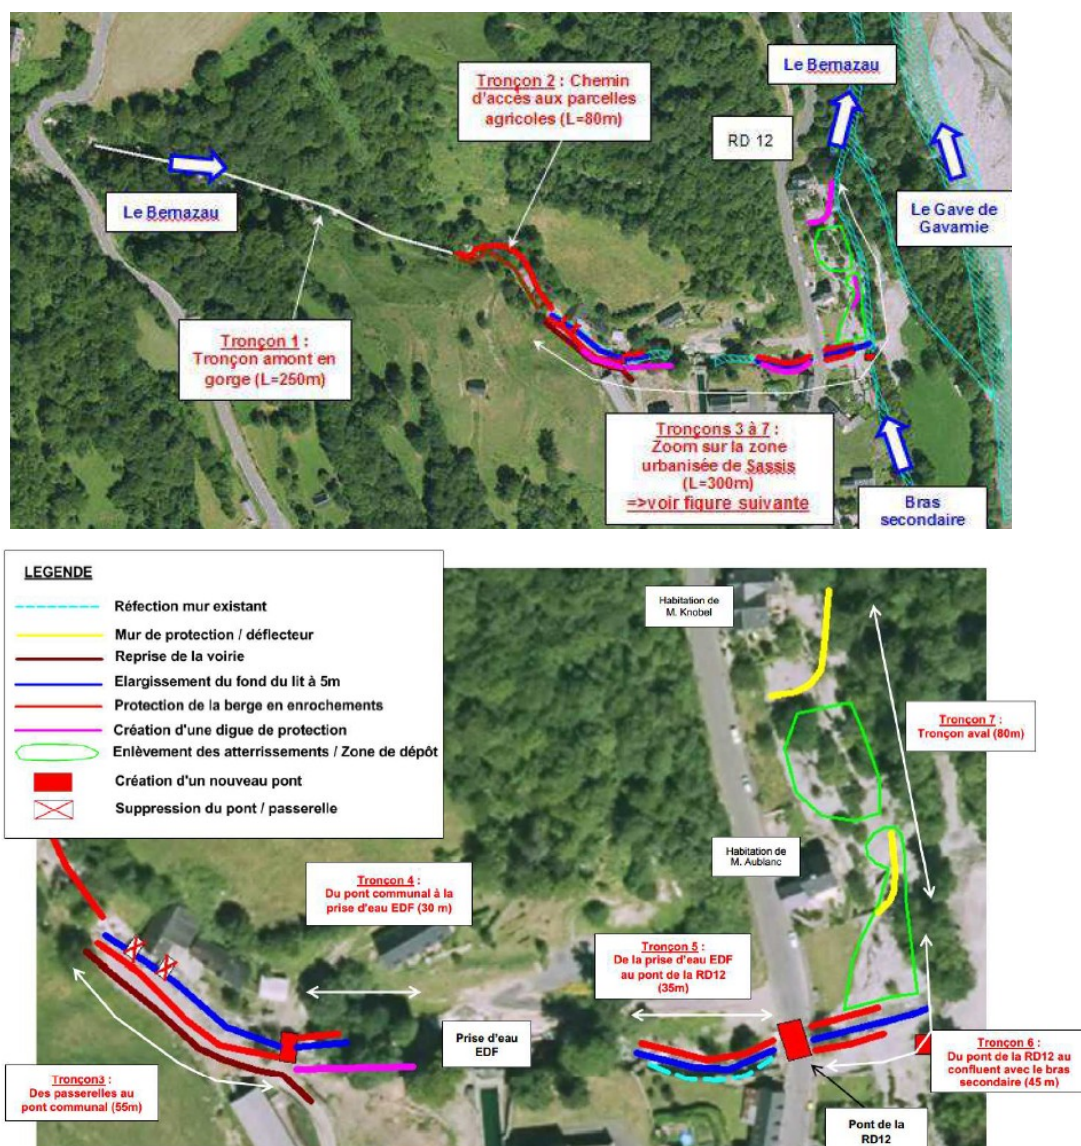 Tronçon 2 : Chemin
d'accès aux parcelles
agricoles (L=80m)
Le Bernazau
RD 12
Le Bernazau
Le Gave de
Gavarnie
Tronçon 1 :
Tronçon amont en
gorge (L=250m)
Tronçons 3 à 7 :
Zoom sur la zone
urbanisée de Sassis
(L=300m)
=>voir figure suivante
Bras
secondaire
LEGENDE
Réfection mur existant
Mur de protection / déflecteur
Reprise de la voirie
Elargissement du fond du lit à 5m
Protection de la berge en enrochements
Création d'une digue de protection
Enlèvement des atterrissements / Zone de dépôt
Création d'un nouveau pont
Suppression du pont / passerelle
Habitation de
M. Knobel
Tronçon 7 :
Tronçon aval (80m)
Habitation de
M. Aublanc
Tronçon 4 :
Du pont communal à la
prise d'eau EDF (30 m)
Tronçon 5 :
De la prise d'eau EDF
au pont de la RD12
(35m)
Prise d'eau
EDF
Tronçon 6 :
Du pont de la RD12 au
confluent avec le bras
secondaire (45 m)
Tronçon3 :
Des passerelles au
pont communal (55m)
Pont de la
RD12